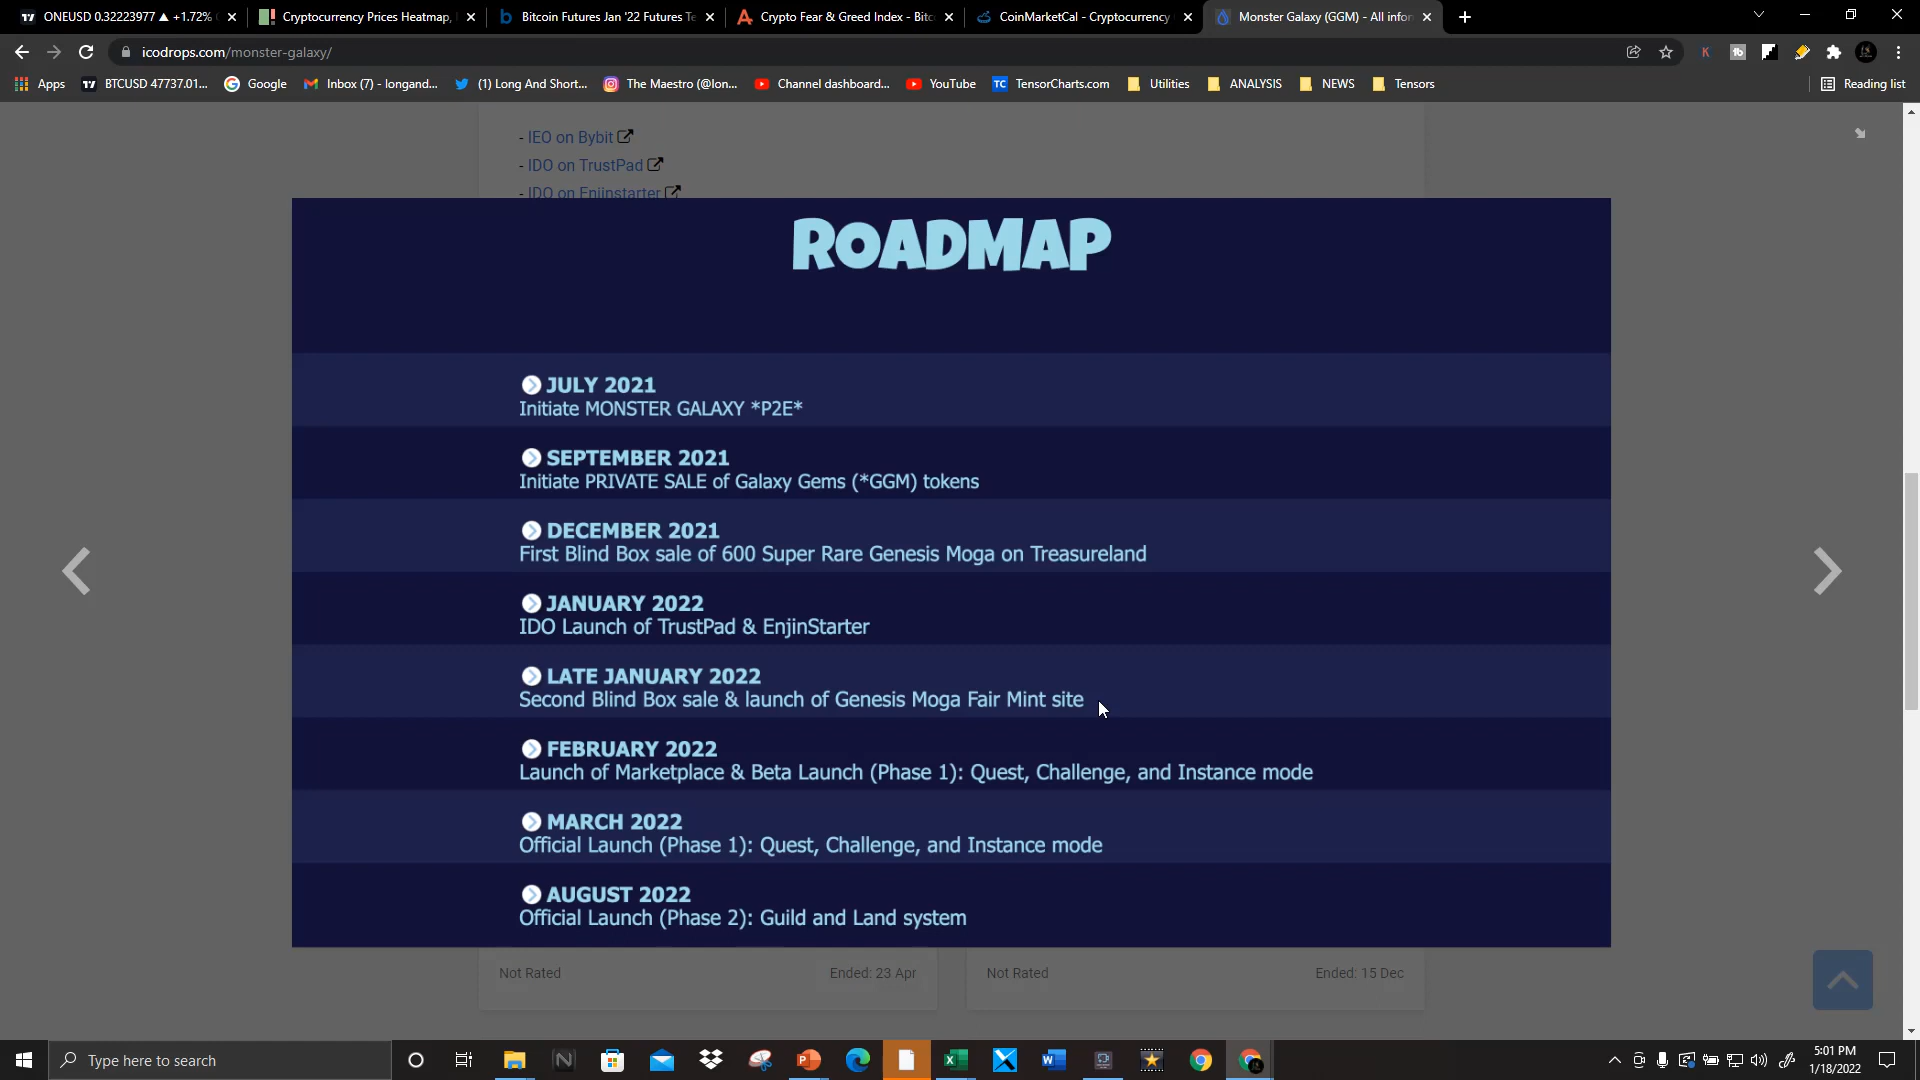 ONEUSD 0.32223977 ▲ +1.72%
Cryptocurrency Prices Heatmap,
Bitcoin Futures Jan '22 Futures Te
Crypto Fear & Greed Index - Bitc
CoinMarketCal - Cryptocurrency
Monster Galaxy (GGM) - All infor
icodrops.com/monster-galaxy/
Apps
BTCUSD 47737.01...
Google
Inbox (7) - longand...
(1) Long And Short...
The Maestro (@lon...
Channel dashboard...
YouTube
TensorCharts.com
Utilities
ANALYSIS
NEWS
Tensors
Reading list
- IEO on Bybit
- IDO on TrustPad
- IDO on Enjinstarter
ROADMAP
JULY 2021
Initiate MONSTER GALAXY *P2E*
SEPTEMBER 2021
Initiate PRIVATE SALE of Galaxy Gems (*GGM) tokens
DECEMBER 2021
First Blind Box sale of 600 Super Rare Genesis Moga on Treasureland
JANUARY 2022
IDO Launch of TrustPad & EnjinStarter
LATE JANUARY 2022
Second Blind Box sale & launch of Genesis Moga Fair Mint site
FEBRUARY 2022
Launch of Marketplace & Beta Launch (Phase 1): Quest, Challenge, and Instance mode
MARCH 2022
Official Launch (Phase 1): Quest, Challenge, and Instance mode
AUGUST 2022
Official Launch (Phase 2): Guild and Land system
Not Rated
Ended: 23 Apr
Not Rated
Ended: 15 Dec
Type here to search
5:01 PM
1/18/2022